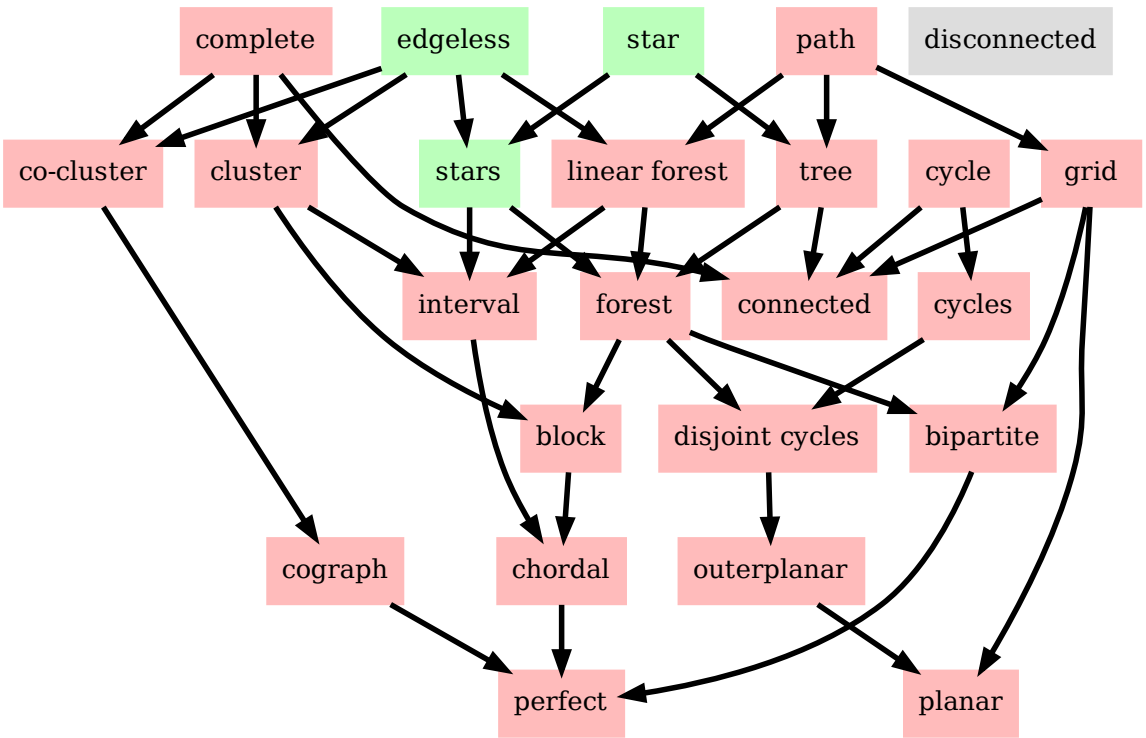 complete
edgeless
star
path
disconnected
co-cluster
cluster
stars
linear forest
tree
cycle
grid
interval
forest
connected
cycles
block
disjoint cycles
bipartite
cograph
chordal
outerplanar
perfect
planar